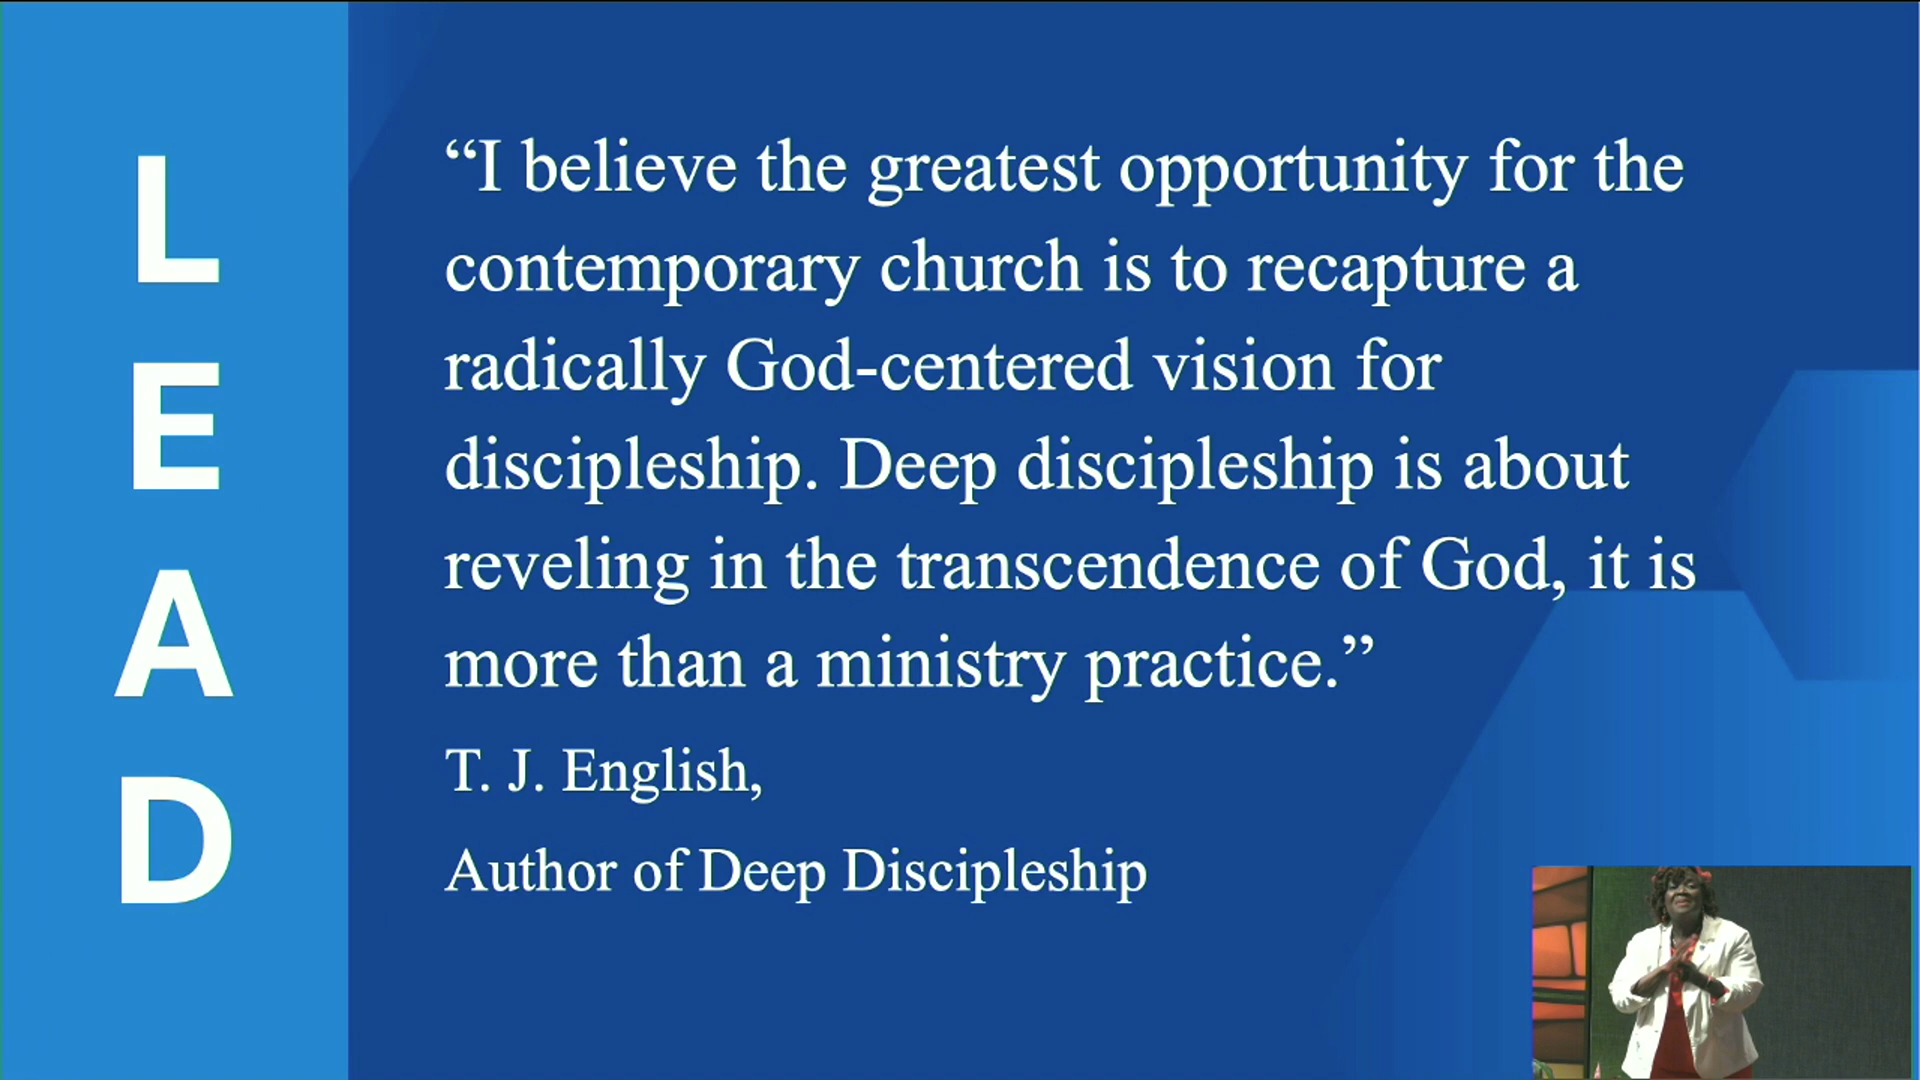 L
E
A
D
“I believe the greatest opportunity for the
contemporary church is to recapture a
radically God-centered vision for
discipleship. Deep discipleship is about
reveling in the transcendence of God, it is
more than a ministry practice.”
T. J. English,
Author of Deep Discipleship